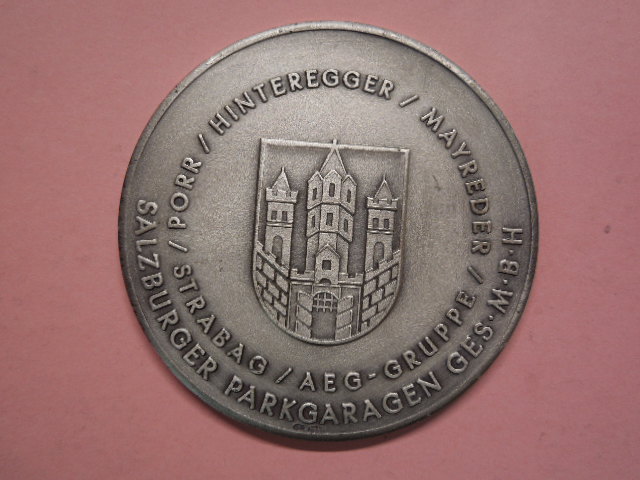 STRABAG / PORR / HINTEREGGER / MAYREDER / AEG-GRUPPE /
SALZBURGER PARKGARAGEN GES·M·B·H